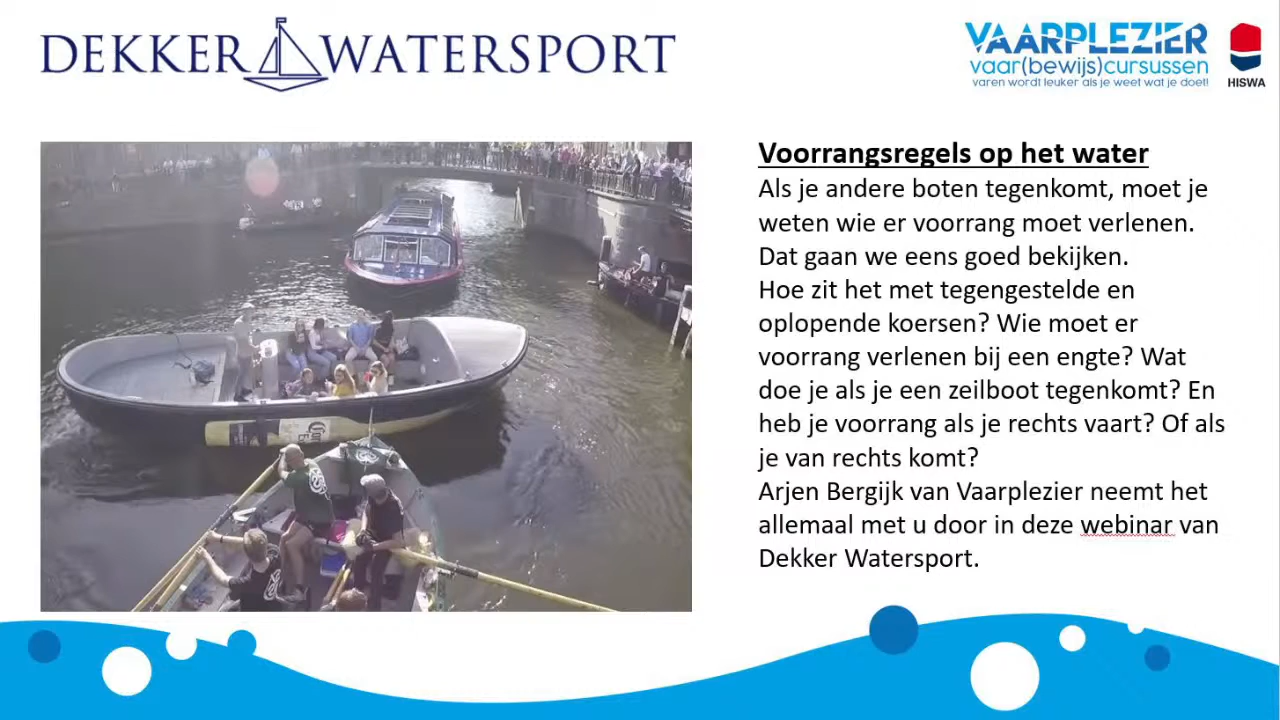 DEKKER WATERSPORT
VAARPLEZIER
vaar(bewijs)cursussen
varen wordt leuker als je weet wat je doet!
HISWA
Voorrangsregels op het water
Als je andere boten tegenkomt, moet je
weten wie er voorrang moet verlenen.
Dat gaan we eens goed bekijken.
Hoe zit het met tegengestelde en
oplopende koersen? Wie moet er
voorrang verlenen bij een engte? Wat
doe je als je een zeilboot tegenkomt? En
heb je voorrang als je rechts vaart? Of als
je van rechts komt?
Arjen Bergijk van Vaarplezier neemt het
allemaal met u door in deze webinar van
Dekker Watersport.